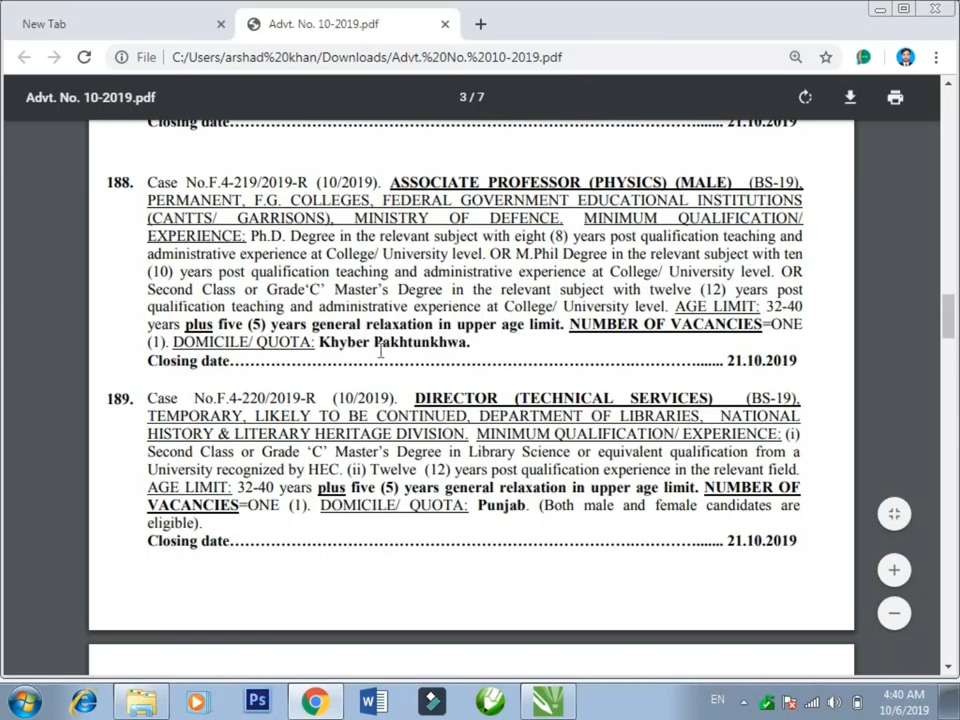 New Tab
Advt. No. 10-2019.pdf
File
C:/Users/arshad%20khan/Downloads/Advt.%20No.%2010-2019.pdf
Advt. No. 10-2019.pdf
3 / 7
Closing date……………………………………………………………………....... 21.10.2019
188. Case No.F.4-219/2019-R (10/2019). ASSOCIATE PROFESSOR (PHYSICS) (MALE) (BS-19),
PERMANENT, F.G. COLLEGES, FEDERAL GOVERNMENT EDUCATIONAL INSTITUTIONS
(CANTTS/ GARRISONS), MINISTRY OF DEFENCE. MINIMUM QUALIFICATION/
EXPERIENCE: Ph.D. Degree in the relevant subject with eight (8) years post qualification teaching and
administrative experience at College/ University level. OR M.Phil Degree in the relevant subject with ten
(10) years post qualification teaching and administrative experience at College/ University level. OR
Second Class or Grade‘C’ Master’s Degree in the relevant subject with twelve (12) years post
qualification teaching and administrative experience at College/ University level. AGE LIMIT: 32-40
years plus five (5) years general relaxation in upper age limit. NUMBER OF VACANCIES=ONE
(1). DOMICILE/ QUOTA: Khyber Pakhtunkhwa.
Closing date……………………………………………………………………....... 21.10.2019
189. Case No.F.4-220/2019-R (10/2019). DIRECTOR (TECHNICAL SERVICES) (BS-19),
TEMPORARY, LIKELY TO BE CONTINUED, DEPARTMENT OF LIBRARIES, NATIONAL
HISTORY & LITERARY HERITAGE DIVISION. MINIMUM QUALIFICATION/ EXPERIENCE: (i)
Second Class or Grade ‘C’ Master’s Degree in Library Science or equivalent qualification from a
University recognized by HEC. (ii) Twelve (12) years post qualification experience in the relevant field.
AGE LIMIT: 32-40 years plus five (5) years general relaxation in upper age limit. NUMBER OF
VACANCIES=ONE (1). DOMICILE/ QUOTA: Punjab. (Both male and female candidates are
eligible).
Closing date……………………………………………………………………....... 21.10.2019
Ps
EN
4:40 AM
10/6/2019